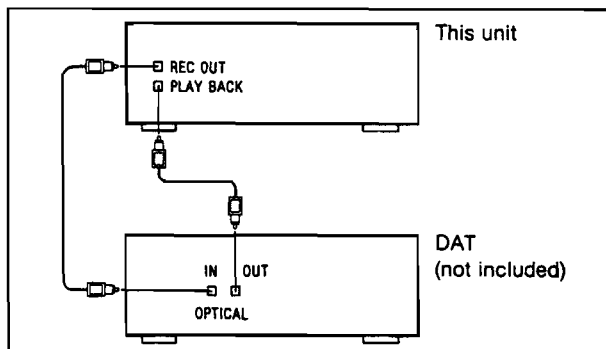 This unit
REC OUT
PLAY BACK
DAT
(not included)
IN OUT
OPTICAL